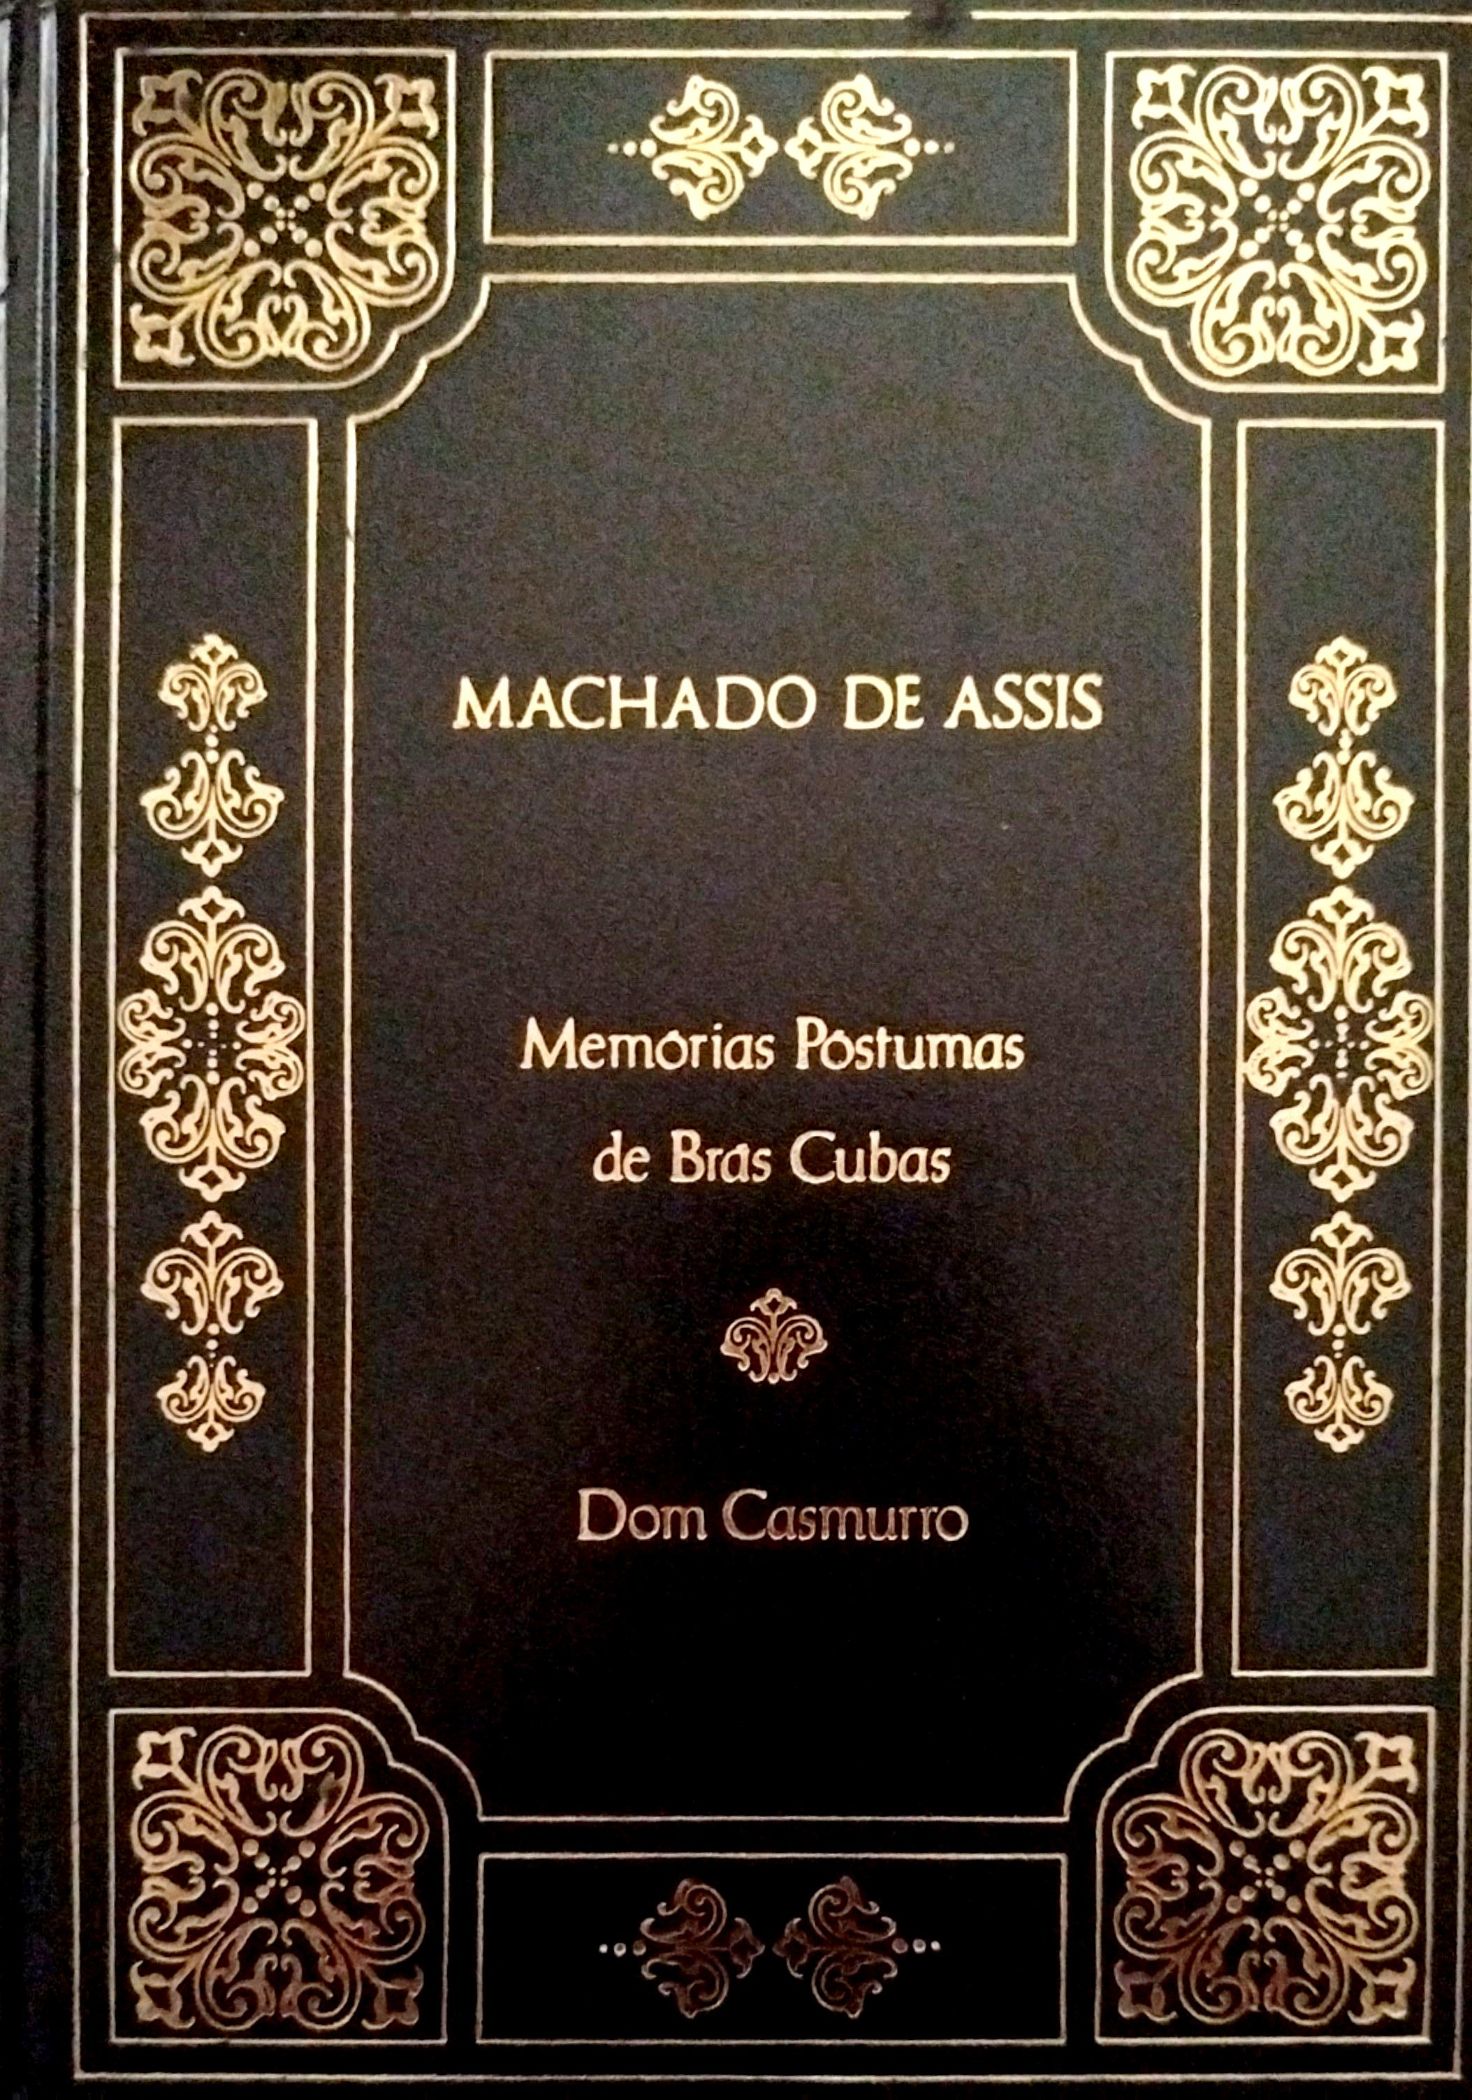 MACHADO DE ASSIS
Memórias Póstumas
de Brás Cubas
Dom Casmurro